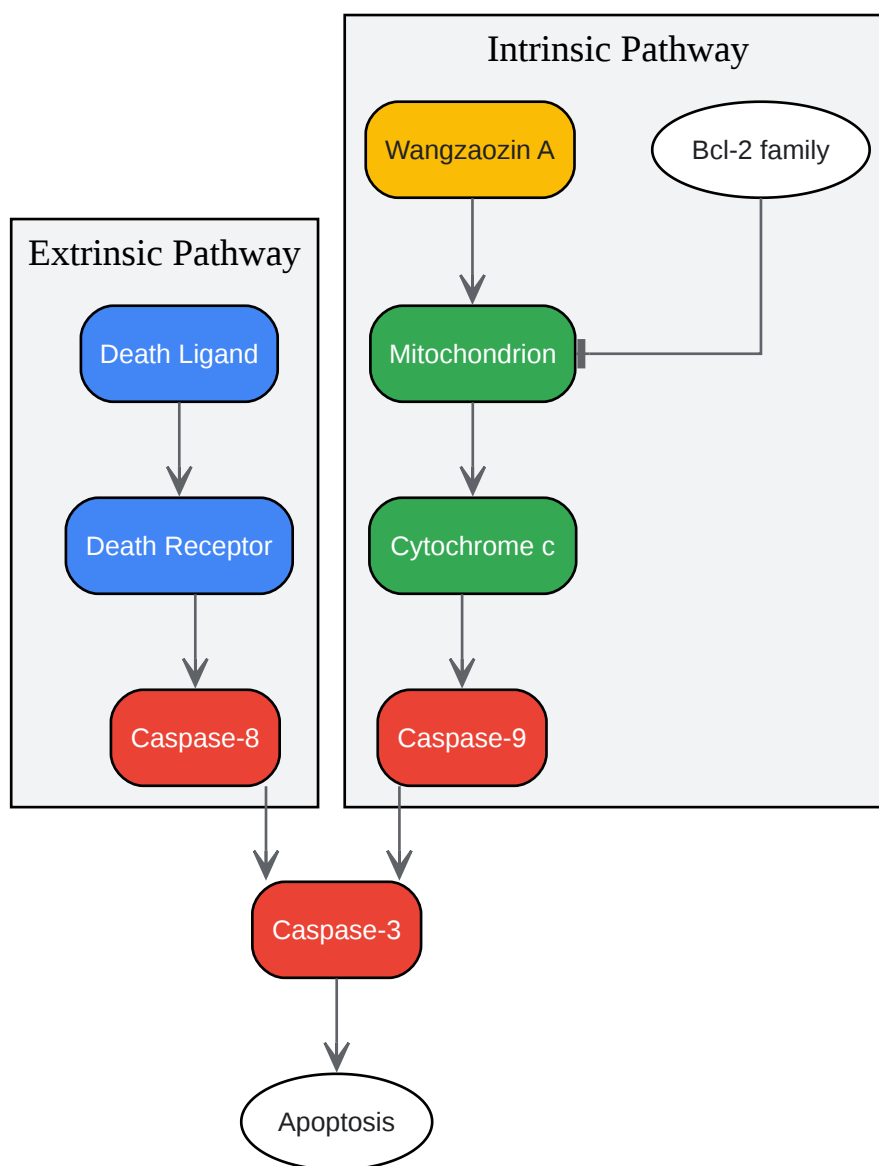 Intrinsic Pathway
Wangzaozin A
Bcl-2 family
Extrinsic Pathway
Death Ligand
Mitochondrion
Death Receptor
Cytochrome c
Caspase-8
Caspase-9
Caspase-3
Apoptosis